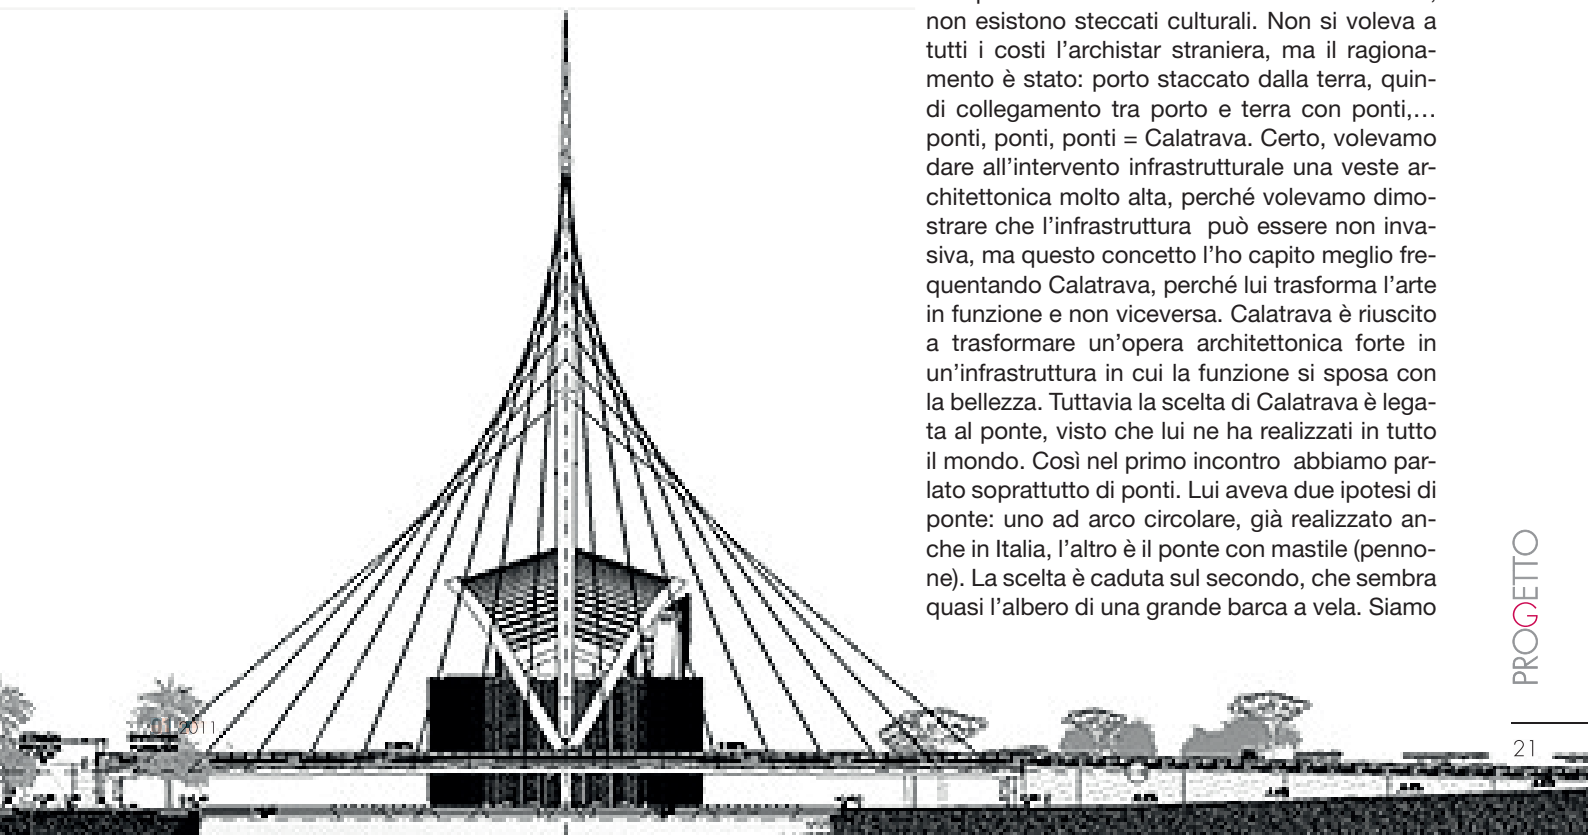 non esistono steccati culturali. Non si voleva a
tutti i costi l’archistar straniera, ma il ragiona-
mento è stato: porto staccato dalla terra, quin-
di collegamento tra porto e terra con ponti,…
ponti, ponti, ponti = Calatrava. Certo, volevamo
dare all’intervento infrastrutturale una veste ar-
chitettonica molto alta, perché volevamo dimo-
strare che l’infrastruttura  può essere non inva-
siva, ma questo concetto l’ho capito meglio fre-
quentando Calatrava, perché lui trasforma l’arte
in funzione e non viceversa. Calatrava è riuscito
a trasformare un’opera architettonica forte in
un’infrastruttura in cui la funzione si sposa con
la bellezza. Tuttavia la scelta di Calatrava è lega-
ta al ponte, visto che lui ne ha realizzati in tutto
il mondo. Così nel primo incontro  abbiamo par-
lato soprattutto di ponti. Lui aveva due ipotesi di
ponte: uno ad arco circolare, già realizzato an-
che in Italia, l’altro è il ponte con mastile (penno-
ne). La scelta è caduta sul secondo, che sembra
quasi l’albero di una grande barca a vela. Siamo
PROGETTO
21
01 2011